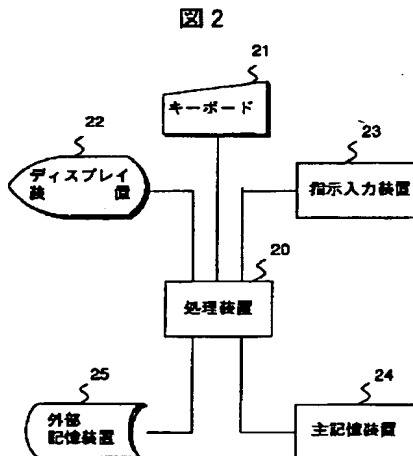 図2
21
キーボード
22
ディスプレイ
装置
23
指示入力装置
20
処理装置
25
外部
記憶装置
24
主記憶装置